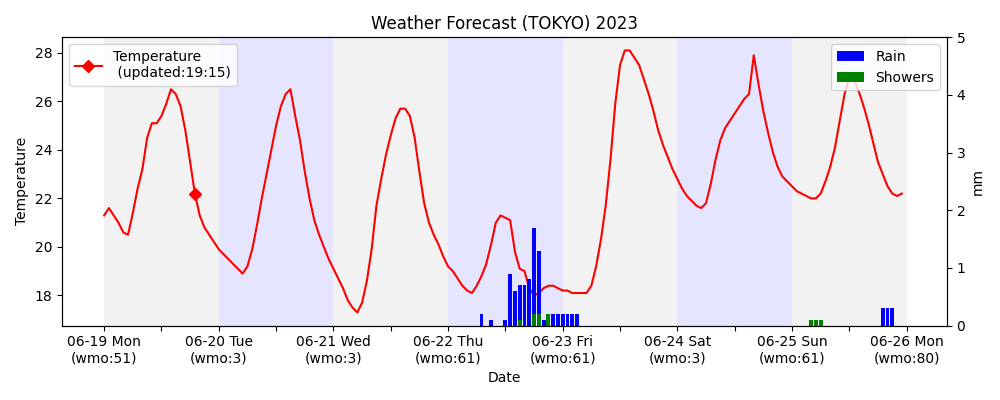 Weather Forecast (TOKYO) 2023
Temperature
(updated:19:15)
Rain
Showers
28
26
24
22
20
18
Temperature
5
4
3
2
1
0
mm
06-19 Mon
(wmo:51)
06-20 Tue
(wmo:3)
06-21 Wed
(wmo:3)
06-22 Thu
(wmo:61)
06-23 Fri
(wmo:61)
06-24 Sat
(wmo:3)
06-25 Sun
(wmo:61)
06-26 Mon
(wmo:80)
Date